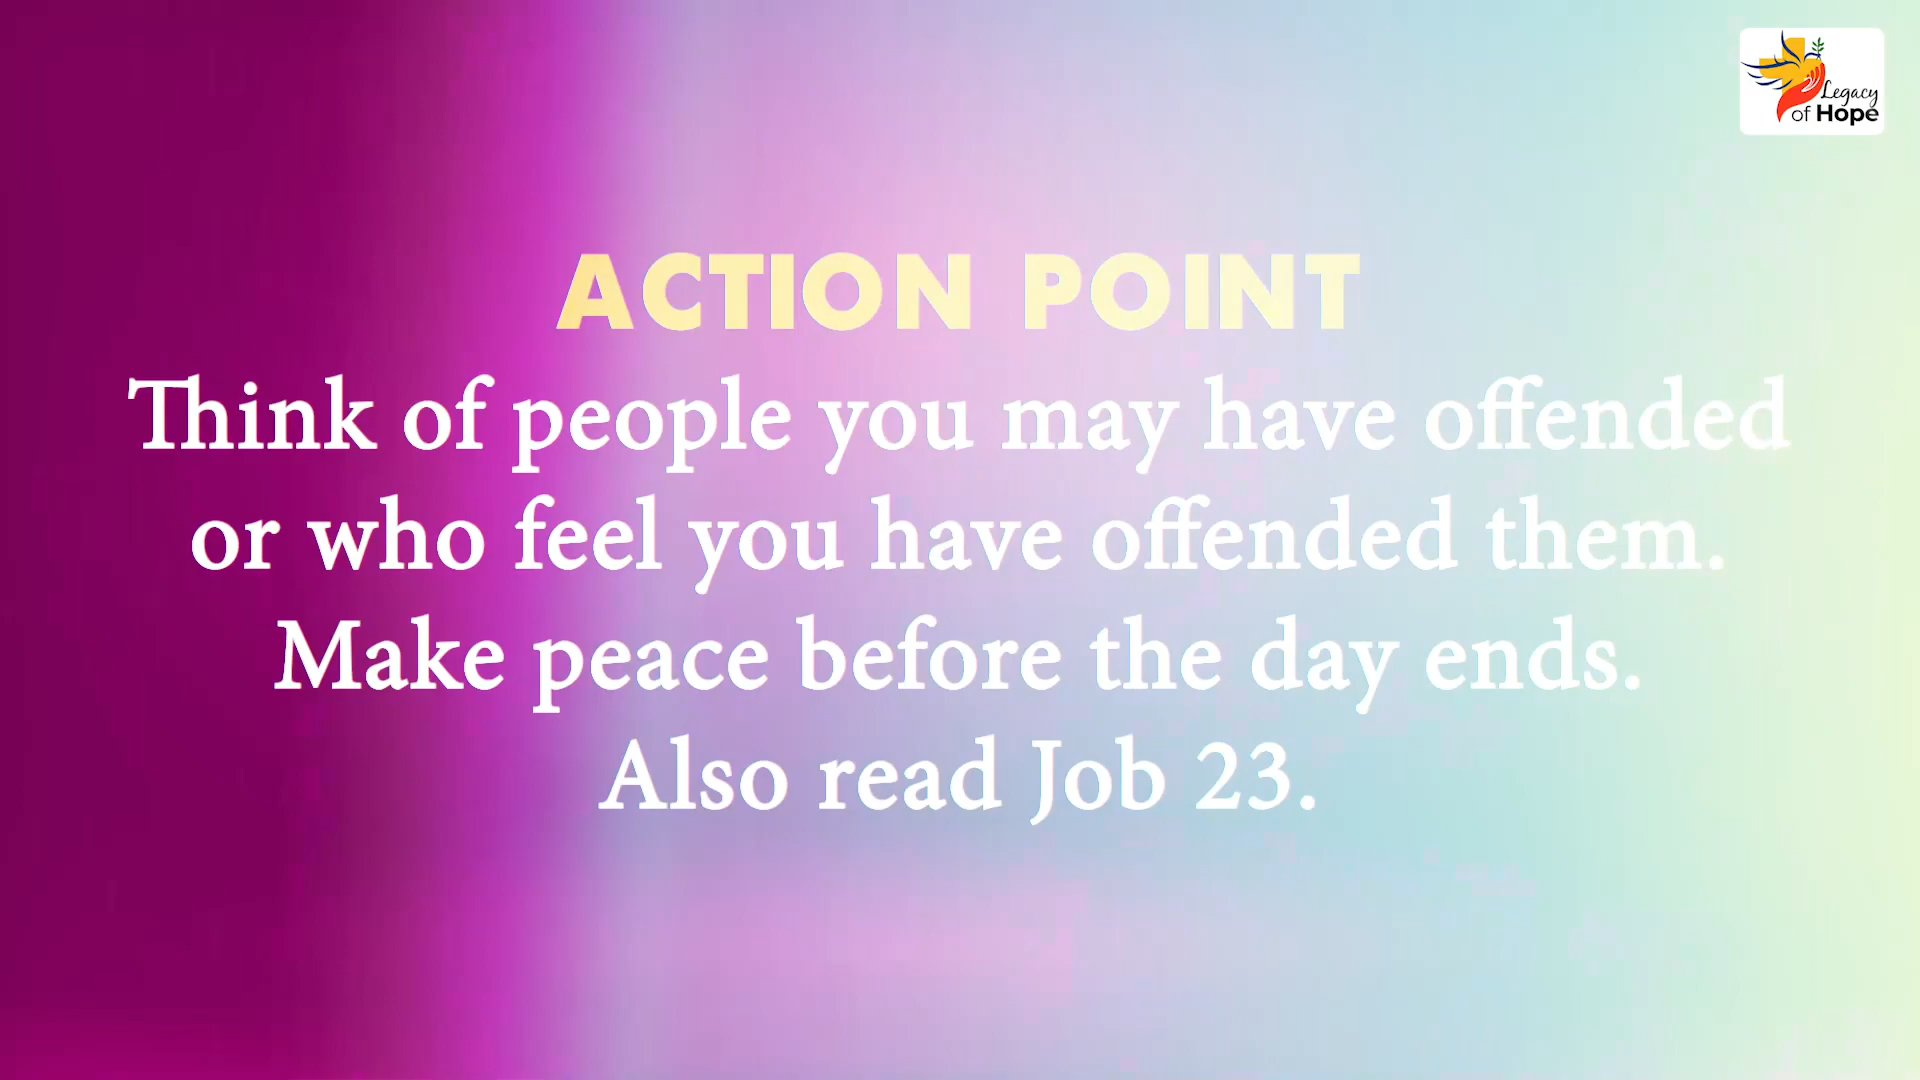 Legacy
of Hope
ACTION POINT
Think of people you may have offended
or who feel you have offended them.
Make peace before the day ends.
Also read Job 23.